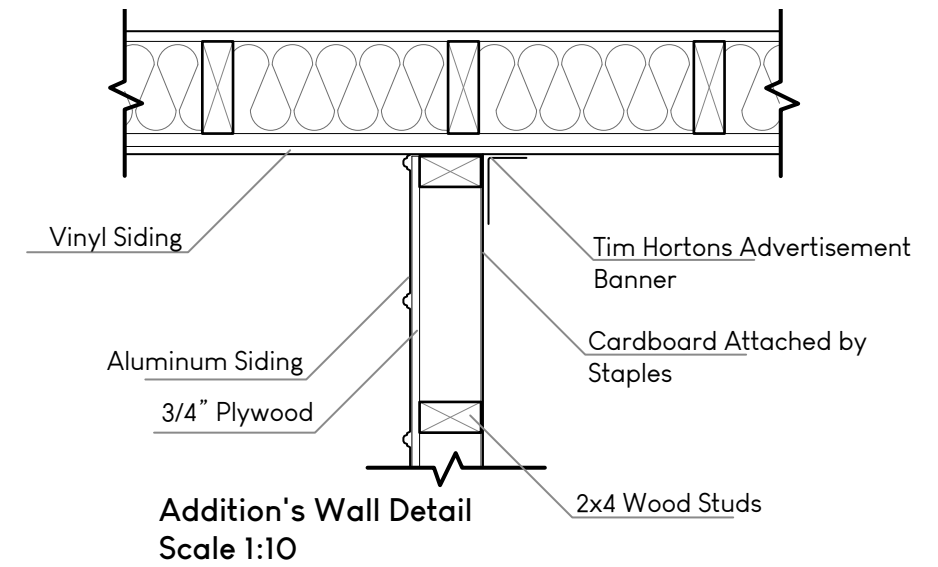 Vinyl Siding
Tim Hortons Advertisement
Banner
Cardboard Attached by
Staples
Aluminum Siding
3/4” Plywood
2x4 Wood Studs
Addition's Wall Detail
Scale 1:10